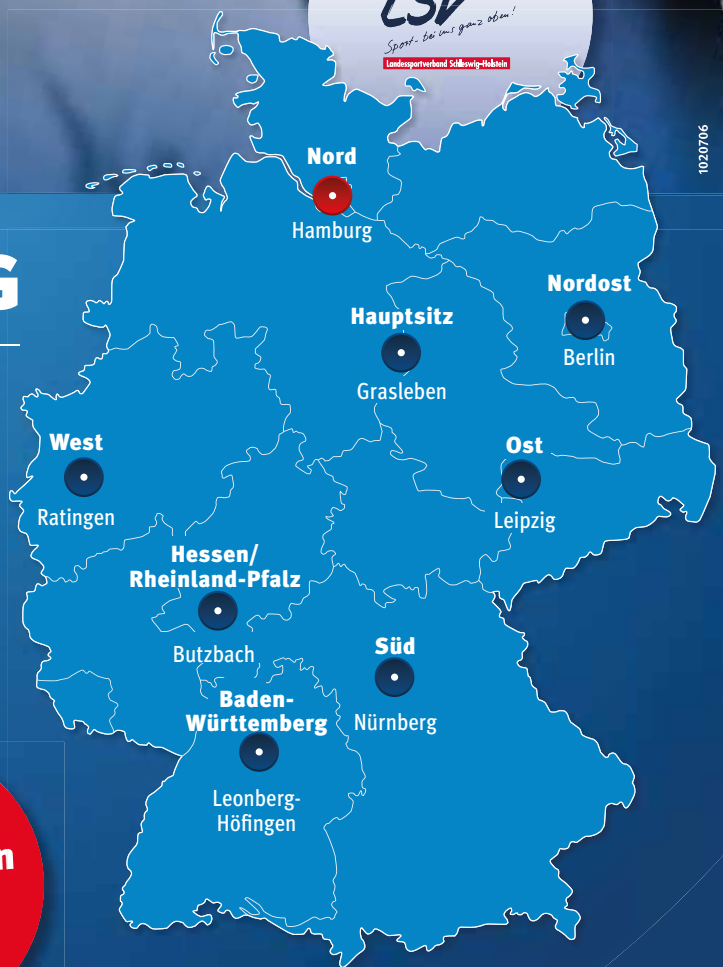 LSV
Sport - bei uns ganz oben!
Landessportverband Schleswig-Holstein
1020706
Nord
Hamburg
G
Nordost
Berlin
Hauptsitz
Grasleben
West
Ratingen
Ost
Leipzig
Hessen/
Rheinland-Pfalz
Butzbach
Süd
Nürnberg
Baden-
Württemberg
Leonberg-
Höfingen
n